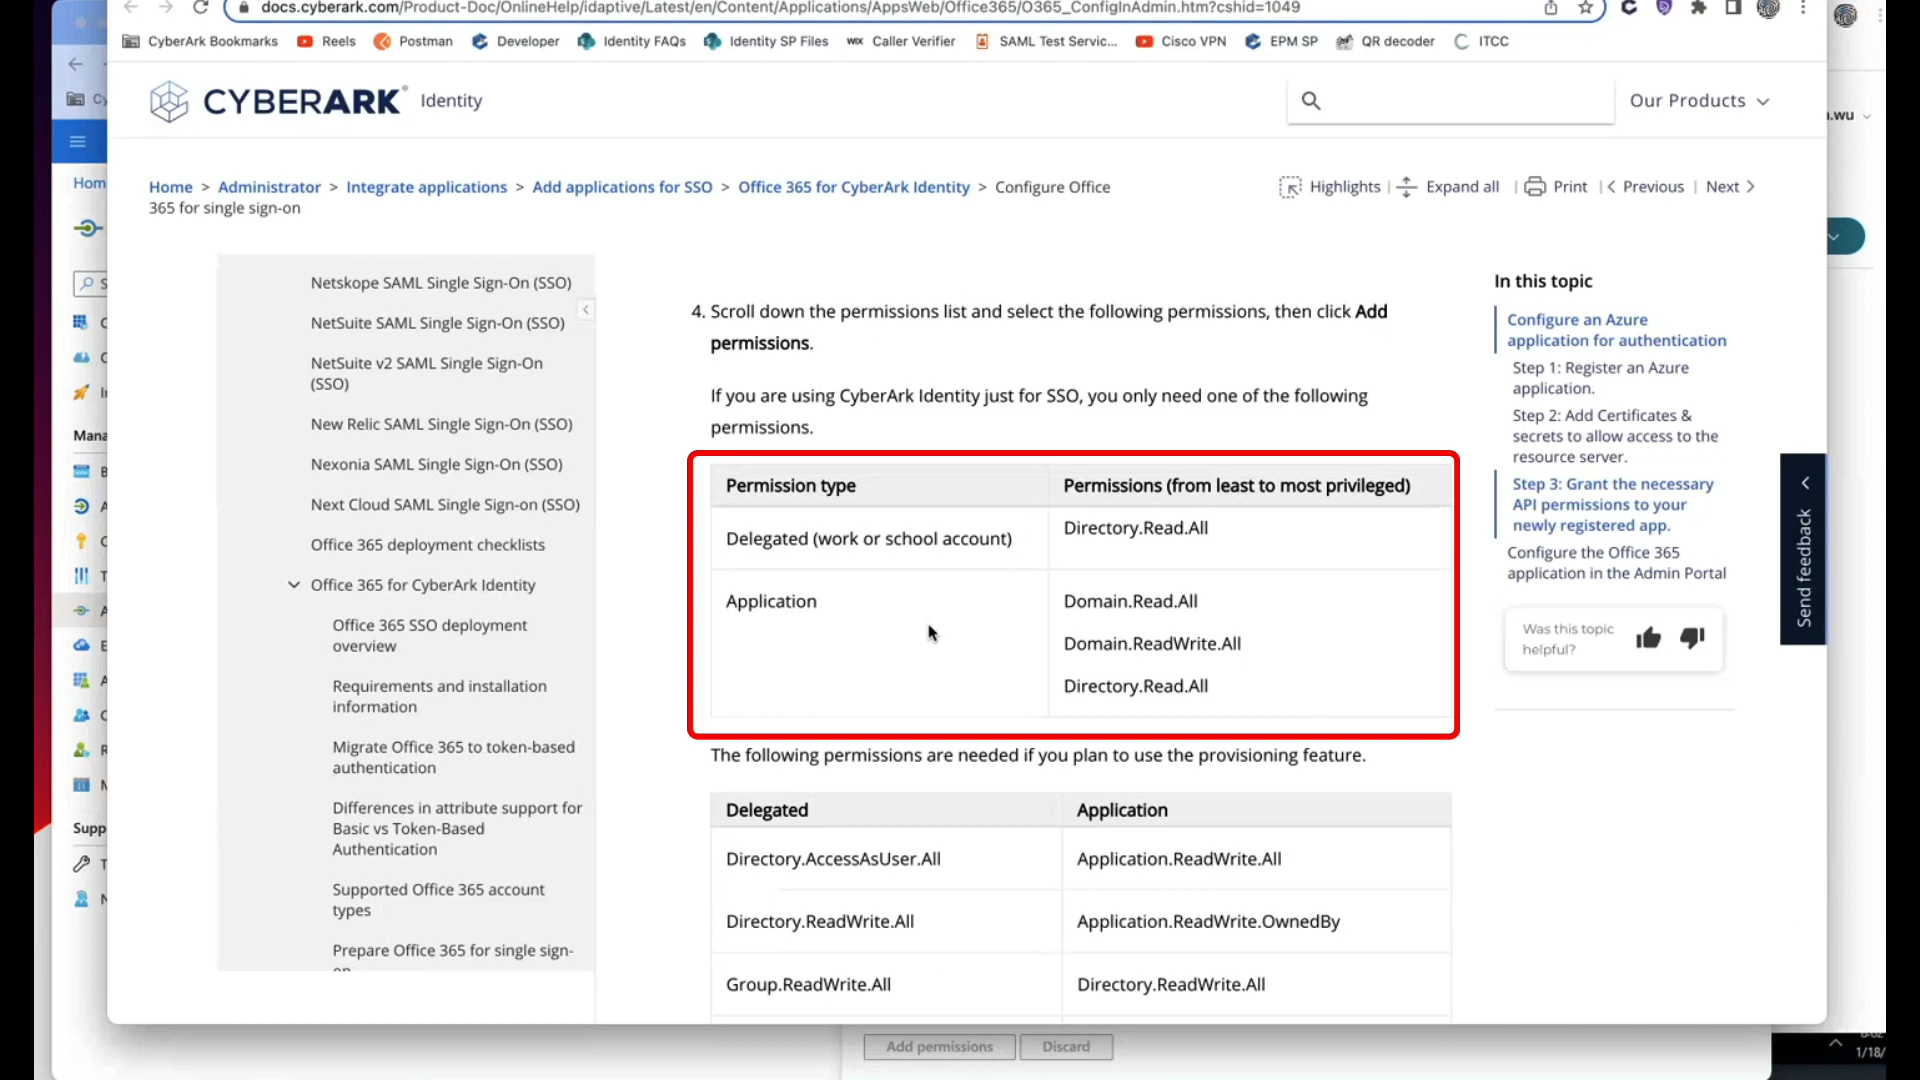 docs.cyberark.com/Product-Doc/OnlineHelp/idaptive/Latest/en/Content/Applications/AppsWeb/Office365/O365_ConfigInAdmin.htm?cshid=1049
CyberArk Bookmarks
Reels
Postman
Developer
Identity FAQs
Identity SP Files
WIX
Caller Verifier
SAML Test Servic...
Cisco VPN
EPM SP
QR decoder
ITCC
CYBERARK® Identity
Our Products
.wu
Hom
Home > Administrator > Integrate applications > Add applications for SSO > Office 365 for CyberArk Identity > Configure Office
365 for single sign-on
Highlights
Expand all
Print
Previous
Next
Mana
Supp
Netskope SAML Single Sign-On (SSO)
NetSuite SAML Single Sign-On (SSO)
NetSuite v2 SAML Single Sign-On
(SSO)
New Relic SAML Single Sign-On (SSO)
Nexonia SAML Single Sign-On (SSO)
Next Cloud SAML Single Sign-on (SSO)
Office 365 deployment checklists
Office 365 for CyberArk Identity
Office 365 SSO deployment
overview
Requirements and installation
information
Migrate Office 365 to token-based
authentication
Differences in attribute support for
Basic vs Token-Based
Authentication
Supported Office 365 account
types
Prepare Office 365 for single sign-
on
4. Scroll down the permissions list and select the following permissions, then click Add
permissions.
If you are using CyberArk Identity just for SSO, you only need one of the following
permissions.
Permission type
Permissions (from least to most privileged)
Delegated (work or school account)
Directory.Read.All
Application
Domain.Read.All
Domain.ReadWrite.All
Directory.Read.All
The following permissions are needed if you plan to use the provisioning feature.
Delegated
Application
Directory.AccessAsUser.All
Application.ReadWrite.All
Directory.ReadWrite.All
Application.ReadWrite.OwnedBy
Group.ReadWrite.All
Directory.ReadWrite.All
In this topic
Configure an Azure
application for authentication
Step 1: Register an Azure
application.
Step 2: Add Certificates &
secrets to allow access to the
resource server.
Step 3: Grant the necessary
API permissions to your
newly registered app.
Configure the Office 365
application in the Admin Portal
Was this topic
helpful?
Send feedback
Add permissions
Discard
1/18/